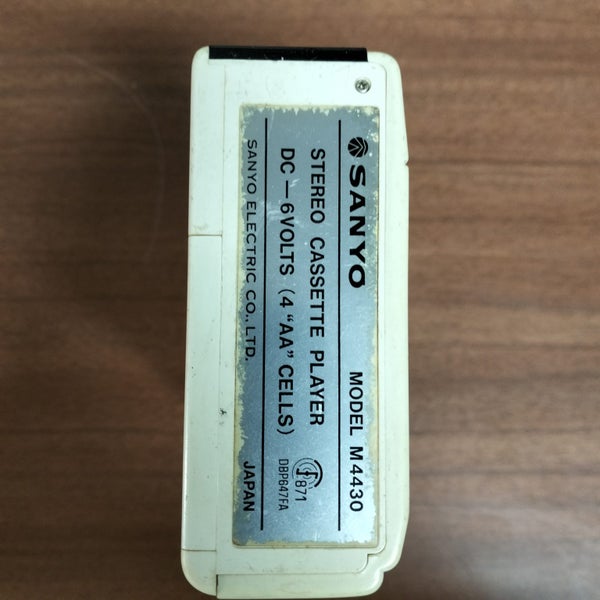 SANYO MODEL M4430
STEREO CASSETTE PLAYER
DC — 6VOLTS (4 "AA" CELLS)
871
DBP647FA
SANYO ELECTRIC CO., LTD. JAPAN